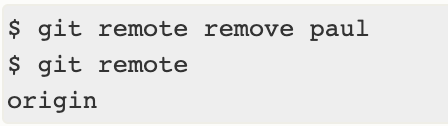 $ git remote remove paul
$ git remote
origin